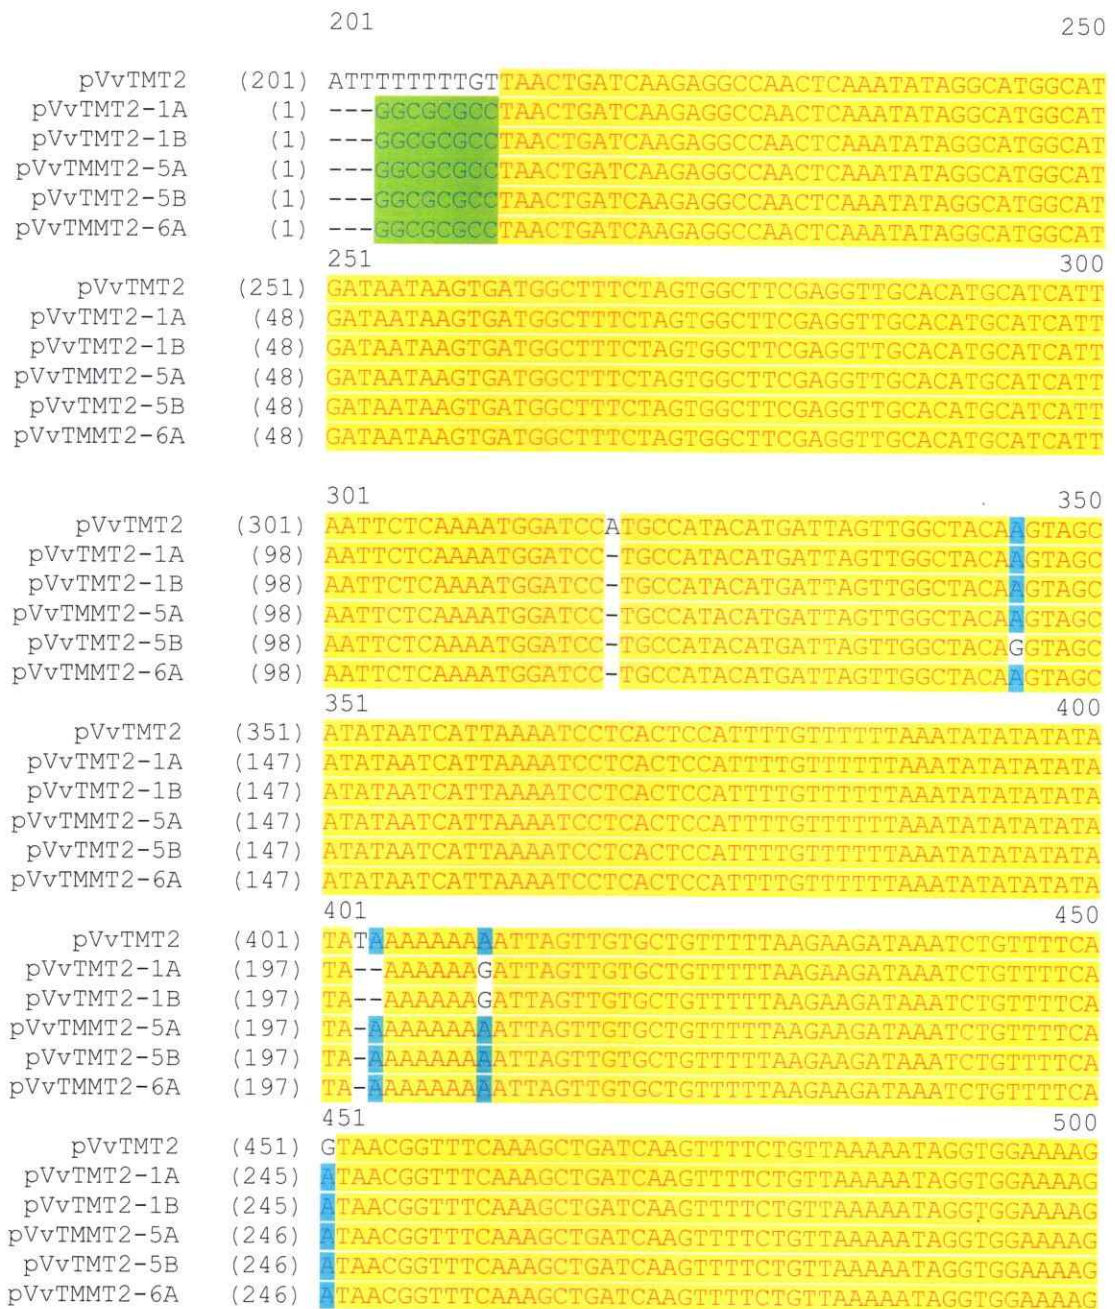 201 250
pVvTMT2 (201) ATTTTTTTTGTTAACTGATCAAGAGGCCAACTCAAATATAGGCATGGCAT
pVvTMT2-1A (1) ---GGCGCGCCTAACTGATCAAGAGGCCAACTCAAATATAGGCATGGCAT
pVvTMT2-1B (1) ---GGCGCGCCTAACTGATCAAGAGGCCAACTCAAATATAGGCATGGCAT
pVvTMMT2-5A (1) ---GGCGCGCCTAACTGATCAAGAGGCCAACTCAAATATAGGCATGGCAT
pVvTMT2-5B (1) ---GGCGCGCCTAACTGATCAAGAGGCCAACTCAAATATAGGCATGGCAT
pVvTMMT2-6A (1) ---GGCGCGCCTAACTGATCAAGAGGCCAACTCAAATATAGGCATGGCAT
251 300
pVvTMT2 (251) GATAATAAGTGATGGCTTTCTAGTGGCTTCGAGGTTGCACATGCATCATT
pVvTMT2-1A (48) GATAATAAGTGATGGCTTTCTAGTGGCTTCGAGGTTGCACATGCATCATT
pVvTMT2-1B (48) GATAATAAGTGATGGCTTTCTAGTGGCTTCGAGGTTGCACATGCATCATT
pVvTMMT2-5A (48) GATAATAAGTGATGGCTTTCTAGTGGCTTCGAGGTTGCACATGCATCATT
pVvTMT2-5B (48) GATAATAAGTGATGGCTTTCTAGTGGCTTCGAGGTTGCACATGCATCATT
pVvTMMT2-6A (48) GATAATAAGTGATGGCTTTCTAGTGGCTTCGAGGTTGCACATGCATCATT
301 350
pVvTMT2 (301) AATTCTCAAAATGGATCCATGCCATACATGATTAGTTGGCTACAAGTAGC
pVvTMT2-1A (98) AATTCTCAAAATGGATCC-TGCCATACATGATTAGTTGGCTACAAGTAGC
pVvTMT2-1B (98) AATTCTCAAAATGGATCC-TGCCATACATGATTAGTTGGCTACAAGTAGC
pVvTMMT2-5A (98) AATTCTCAAAATGGATCC-TGCCATACATGATTAGTTGGCTACAAGTAGC
pVvTMT2-5B (98) AATTCTCAAAATGGATCC-TGCCATACATGATTAGTTGGCTACAGGTAGC
pVvTMMT2-6A (98) AATTCTCAAAATGGATCC-TGCCATACATGATTAGTTGGCTACAAGTAGC
351 400
pVvTMT2 (351) ATATAATCATTAAAATCCTCACTCCATTTTGTTTTTTAAATATATATATA
pVvTMT2-1A (147) ATATAATCATTAAAATCCTCACTCCATTTTGTTTTTTAAATATATATATA
pVvTMT2-1B (147) ATATAATCATTAAAATCCTCACTCCATTTTGTTTTTTAAATATATATATA
pVvTMMT2-5A (147) ATATAATCATTAAAATCCTCACTCCATTTTGTTTTTTAAATATATATATA
pVvTMT2-5B (147) ATATAATCATTAAAATCCTCACTCCATTTTGTTTTTTAAATATATATATA
pVvTMMT2-6A (147) ATATAATCATTAAAATCCTCACTCCATTTTGTTTTTTAAATATATATATA
401 450
pVvTMT2 (401) TATAAAAAAAAATTAGTTGTGCTGTTTTTAAGAAGATAAATCTGTTTTCA
pVvTMT2-1A (197) TA--AAAAAAGATTAGTTGTGCTGTTTTTAAGAAGATAAATCTGTTTTCA
pVvTMT2-1B (197) TA--AAAAAAGATTAGTTGTGCTGTTTTTAAGAAGATAAATCTGTTTTCA
pVvTMMT2-5A (197) TA-AAAAAAAAATTAGTTGTGCTGTTTTTAAGAAGATAAATCTGTTTTCA
pVvTMT2-5B (197) TA-AAAAAAAAATTAGTTGTGCTGTTTTTAAGAAGATAAATCTGTTTTCA
pVvTMMT2-6A (197) TA-AAAAAAAAATTAGTTGTGCTGTTTTTAAGAAGATAAATCTGTTTTCA
451 500
pVvTMT2 (451) GTAACGGTTTCAAAGCTGATCAAGTTTTCTGTTAAAAATAGGTGGAAAAG
pVvTMT2-1A (245) ATAACGGTTTCAAAGCTGATCAAGTTTTCTGTTAAAAATAGGTGGAAAAG
pVvTMT2-1B (245) ATAACGGTTTCAAAGCTGATCAAGTTTTCTGTTAAAAATAGGTGGAAAAG
pVvTMMT2-5A (246) ATAACGGTTTCAAAGCTGATCAAGTTTTCTGTTAAAAATAGGTGGAAAAG
pVvTMT2-5B (246) ATAACGGTTTCAAAGCTGATCAAGTTTTCTGTTAAAAATAGGTGGAAAAG
pVvTMMT2-6A (246) ATAACGGTTTCAAAGCTGATCAAGTTTTCTGTTAAAAATAGGTGGAAAAG